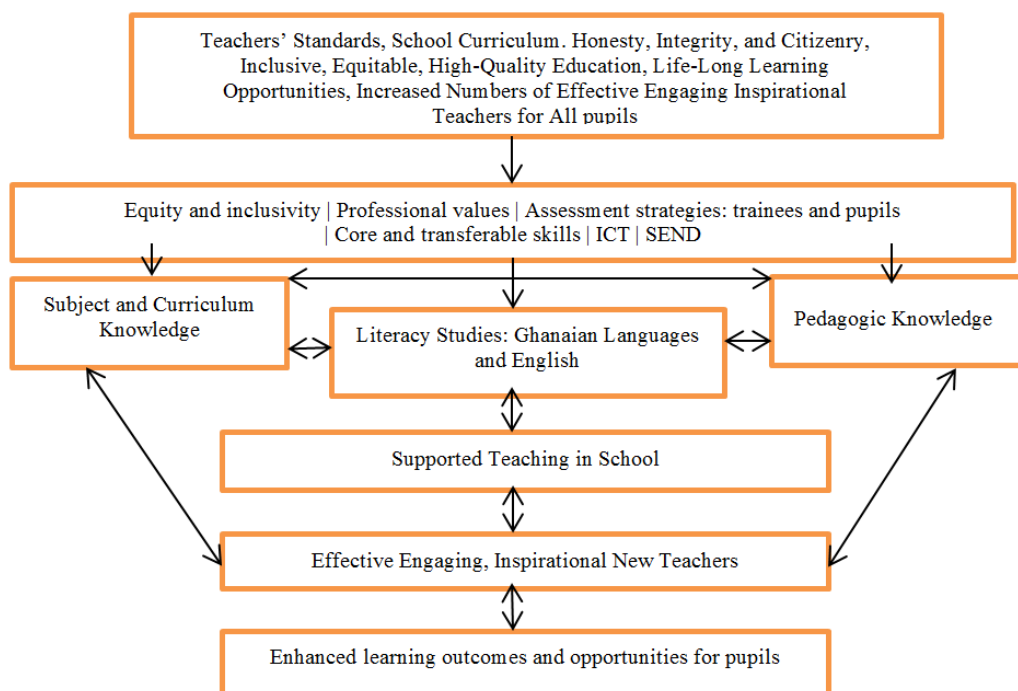 Teachers’ Standards, School Curriculum. Honesty, Integrity, and Citizenry,
Inclusive, Equitable, High-Quality Education, Life-Long Learning
Opportunities, Increased Numbers of Effective Engaging Inspirational
Teachers for All pupils
Equity and inclusivity | Professional values | Assessment strategies: trainees and pupils
| Core and transferable skills | ICT | SEND
Subject and Curriculum
Knowledge
Literacy Studies: Ghanaian Languages
and English
Pedagogic Knowledge
Supported Teaching in School
Effective Engaging, Inspirational New Teachers
Enhanced learning outcomes and opportunities for pupils